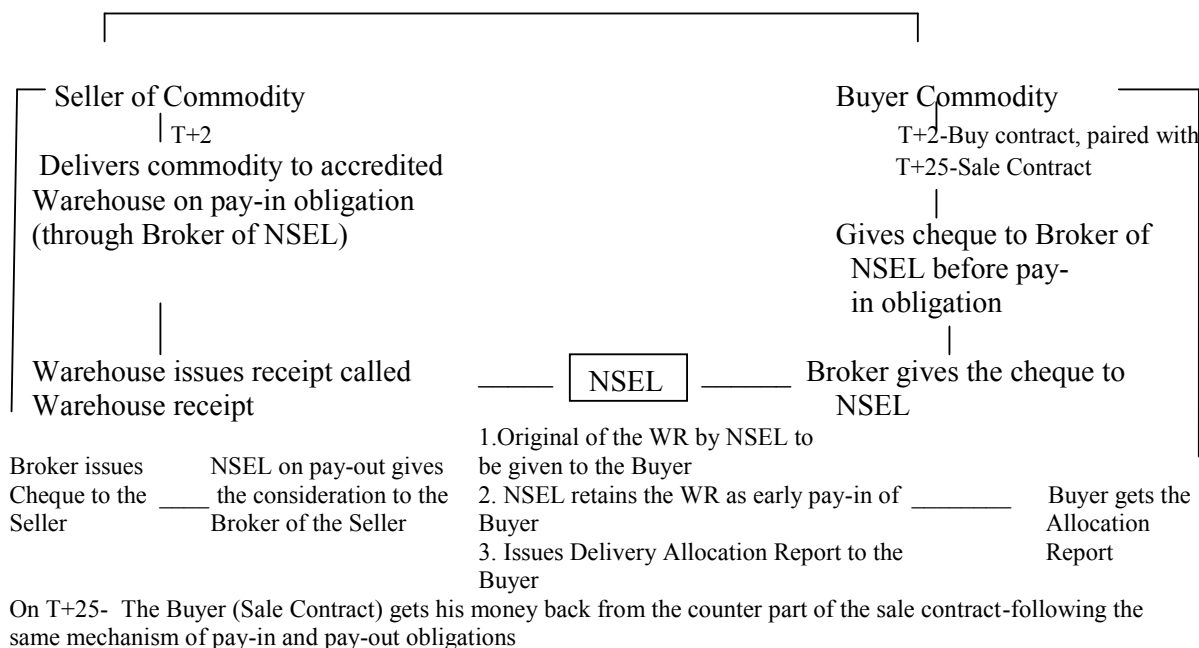 Seller of Commodity
T+2
Delivers commodity to accredited
Warehouse on pay-in obligation
(through Broker of NSEL)
Warehouse issues receipt called
Warehouse receipt
Buyer Commodity
T+2-Buy contract, paired with
T+25-Sale Contract
Gives cheque to Broker of
NSEL before pay-
in obligation
Broker gives the cheque to
NSEL
NSEL
Broker issues
Cheque to the
Seller
NSEL on pay-out gives
the consideration to the
Broker of the Seller
1.Original of the WR by NSEL to
be given to the Buyer
2. NSEL retains the WR as early pay-in of
Buyer
3. Issues Delivery Allocation Report to the
Buyer
Buyer gets the
Allocation
Report
On T+25- The Buyer (Sale Contract) gets his money back from the counter part of the sale contract-following the
same mechanism of pay-in and pay-out obligations